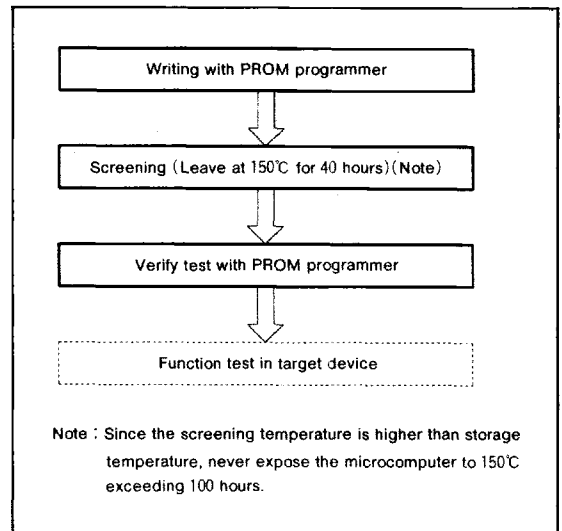 Writing with PROM programmer
Screening (Leave at 150℃ for 40 hours)(Note)
Verify test with PROM programmer
Function test in target device
Note : Since the screening temperature is higher than storage
temperature, never expose the microcomputer to 150℃
exceeding 100 hours.